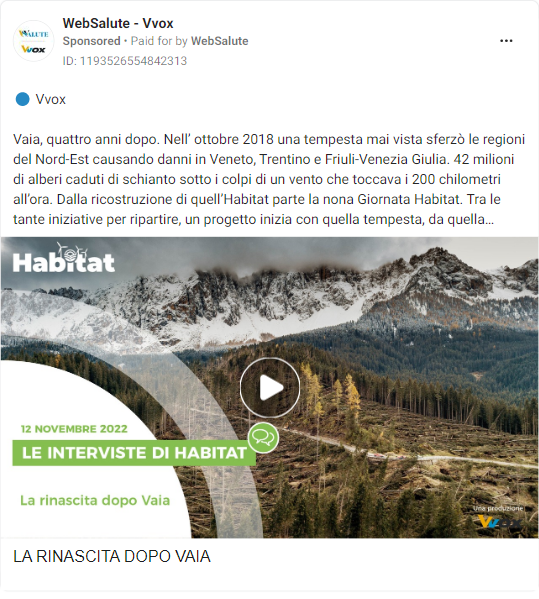 WebSalute - Vvox
Sponsored • Paid for by WebSalute
ID: 1193526554842313
WSALUTE
VVOX
Vvox
Vaia, quattro anni dopo. Nell' ottobre 2018 una tempesta mai vista sferzò le regioni
del Nord-Est causando danni in Veneto, Trentino e Friuli-Venezia Giulia. 42 milioni
di alberi caduti di schianto sotto i colpi di un vento che toccava i 200 chilometri
all'ora. Dalla ricostruzione di quell'Habitat parte la nona Giornata Habitat. Tra le
tante iniziative per ripartire, un progetto inizia con quella tempesta, da quella…
Habitat
12 NOVEMBRE 2022
LE INTERVISTE DI HABITAT
La rinascita dopo Vaia
Una produzione
LA RINASCITA DOPO VAIA